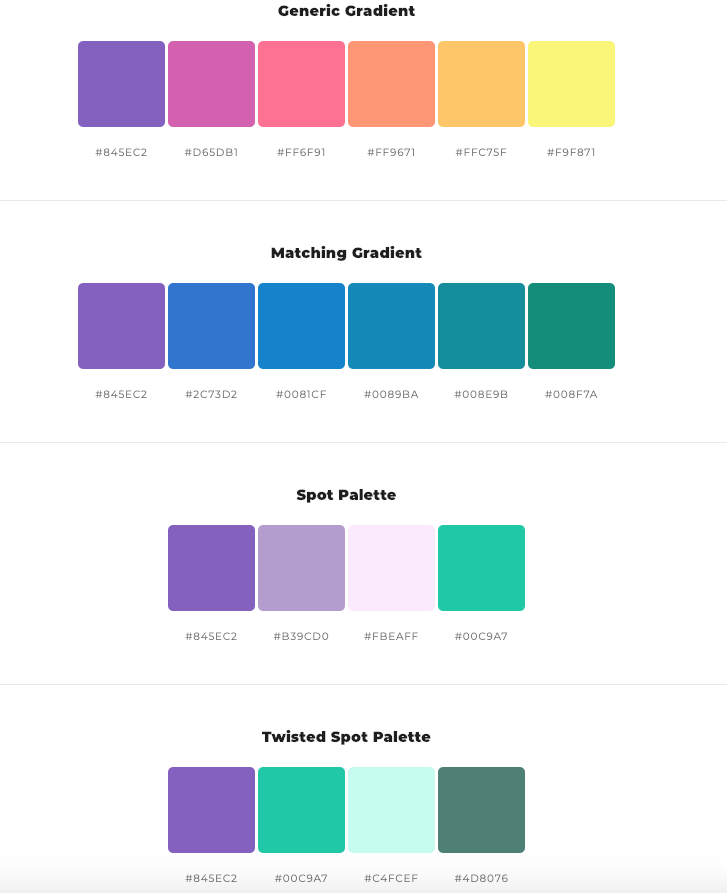 Generic Gradient
#845EC2 #D65DB1 #FF6F91 #FF9671 #FFC75F #F9F871
Matching Gradient
#845EC2 #2C73D2 #0081CF #0089BA #008E9B #008F7A
Spot Palette
#845EC2 #B39CD0 #FBEAFF #00C9A7
Twisted Spot Palette
#845EC2 #00C9A7 #C4FCEF #4D8076